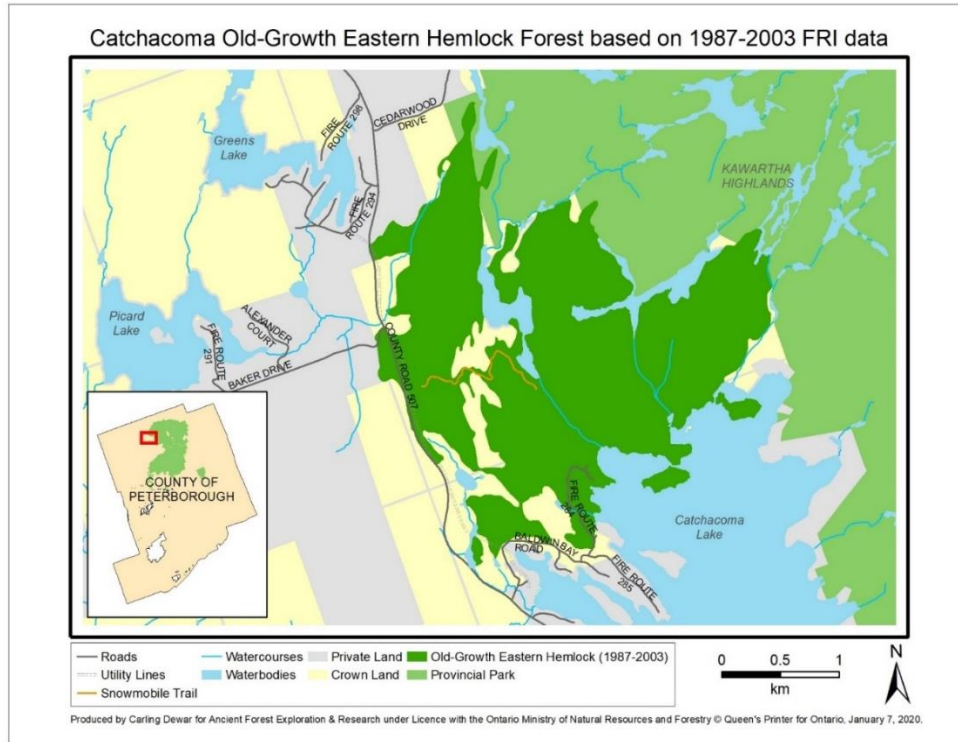 Catchacoma Old-Growth Eastern Hemlock Forest based on 1987-2003 FRI data
Greens
Lake
FIRE
ROUTE 298
CEDARWOOD
DRIVE
KAWARTHA
HIGHLANDS
FIRE
ROUTE 294
Picard
Lake
FIRE ROUTE
291
ALEXANDER
COURT
BAKER DRIVE
COUNTY ROAD 507
COUNTY OF
PETERBOROUGH
FIRE ROUTE
264
Catchacoma
Lake
BALDWIN BAY
ROAD
FIRE ROUTE
285
Roads
Watercourses
Private Land
Old-Growth Eastern Hemlock (1987-2003)
Utility Lines
Waterbodies
Crown Land
Provincial Park
Snowmobile Trail
0 0.5 1
km
N
Produced by Carling Dewar for Ancient Forest Exploration & Research under Licence with the Ontario Ministry of Natural Resources and Forestry © Queen's Printer for Ontario, January 7, 2020.